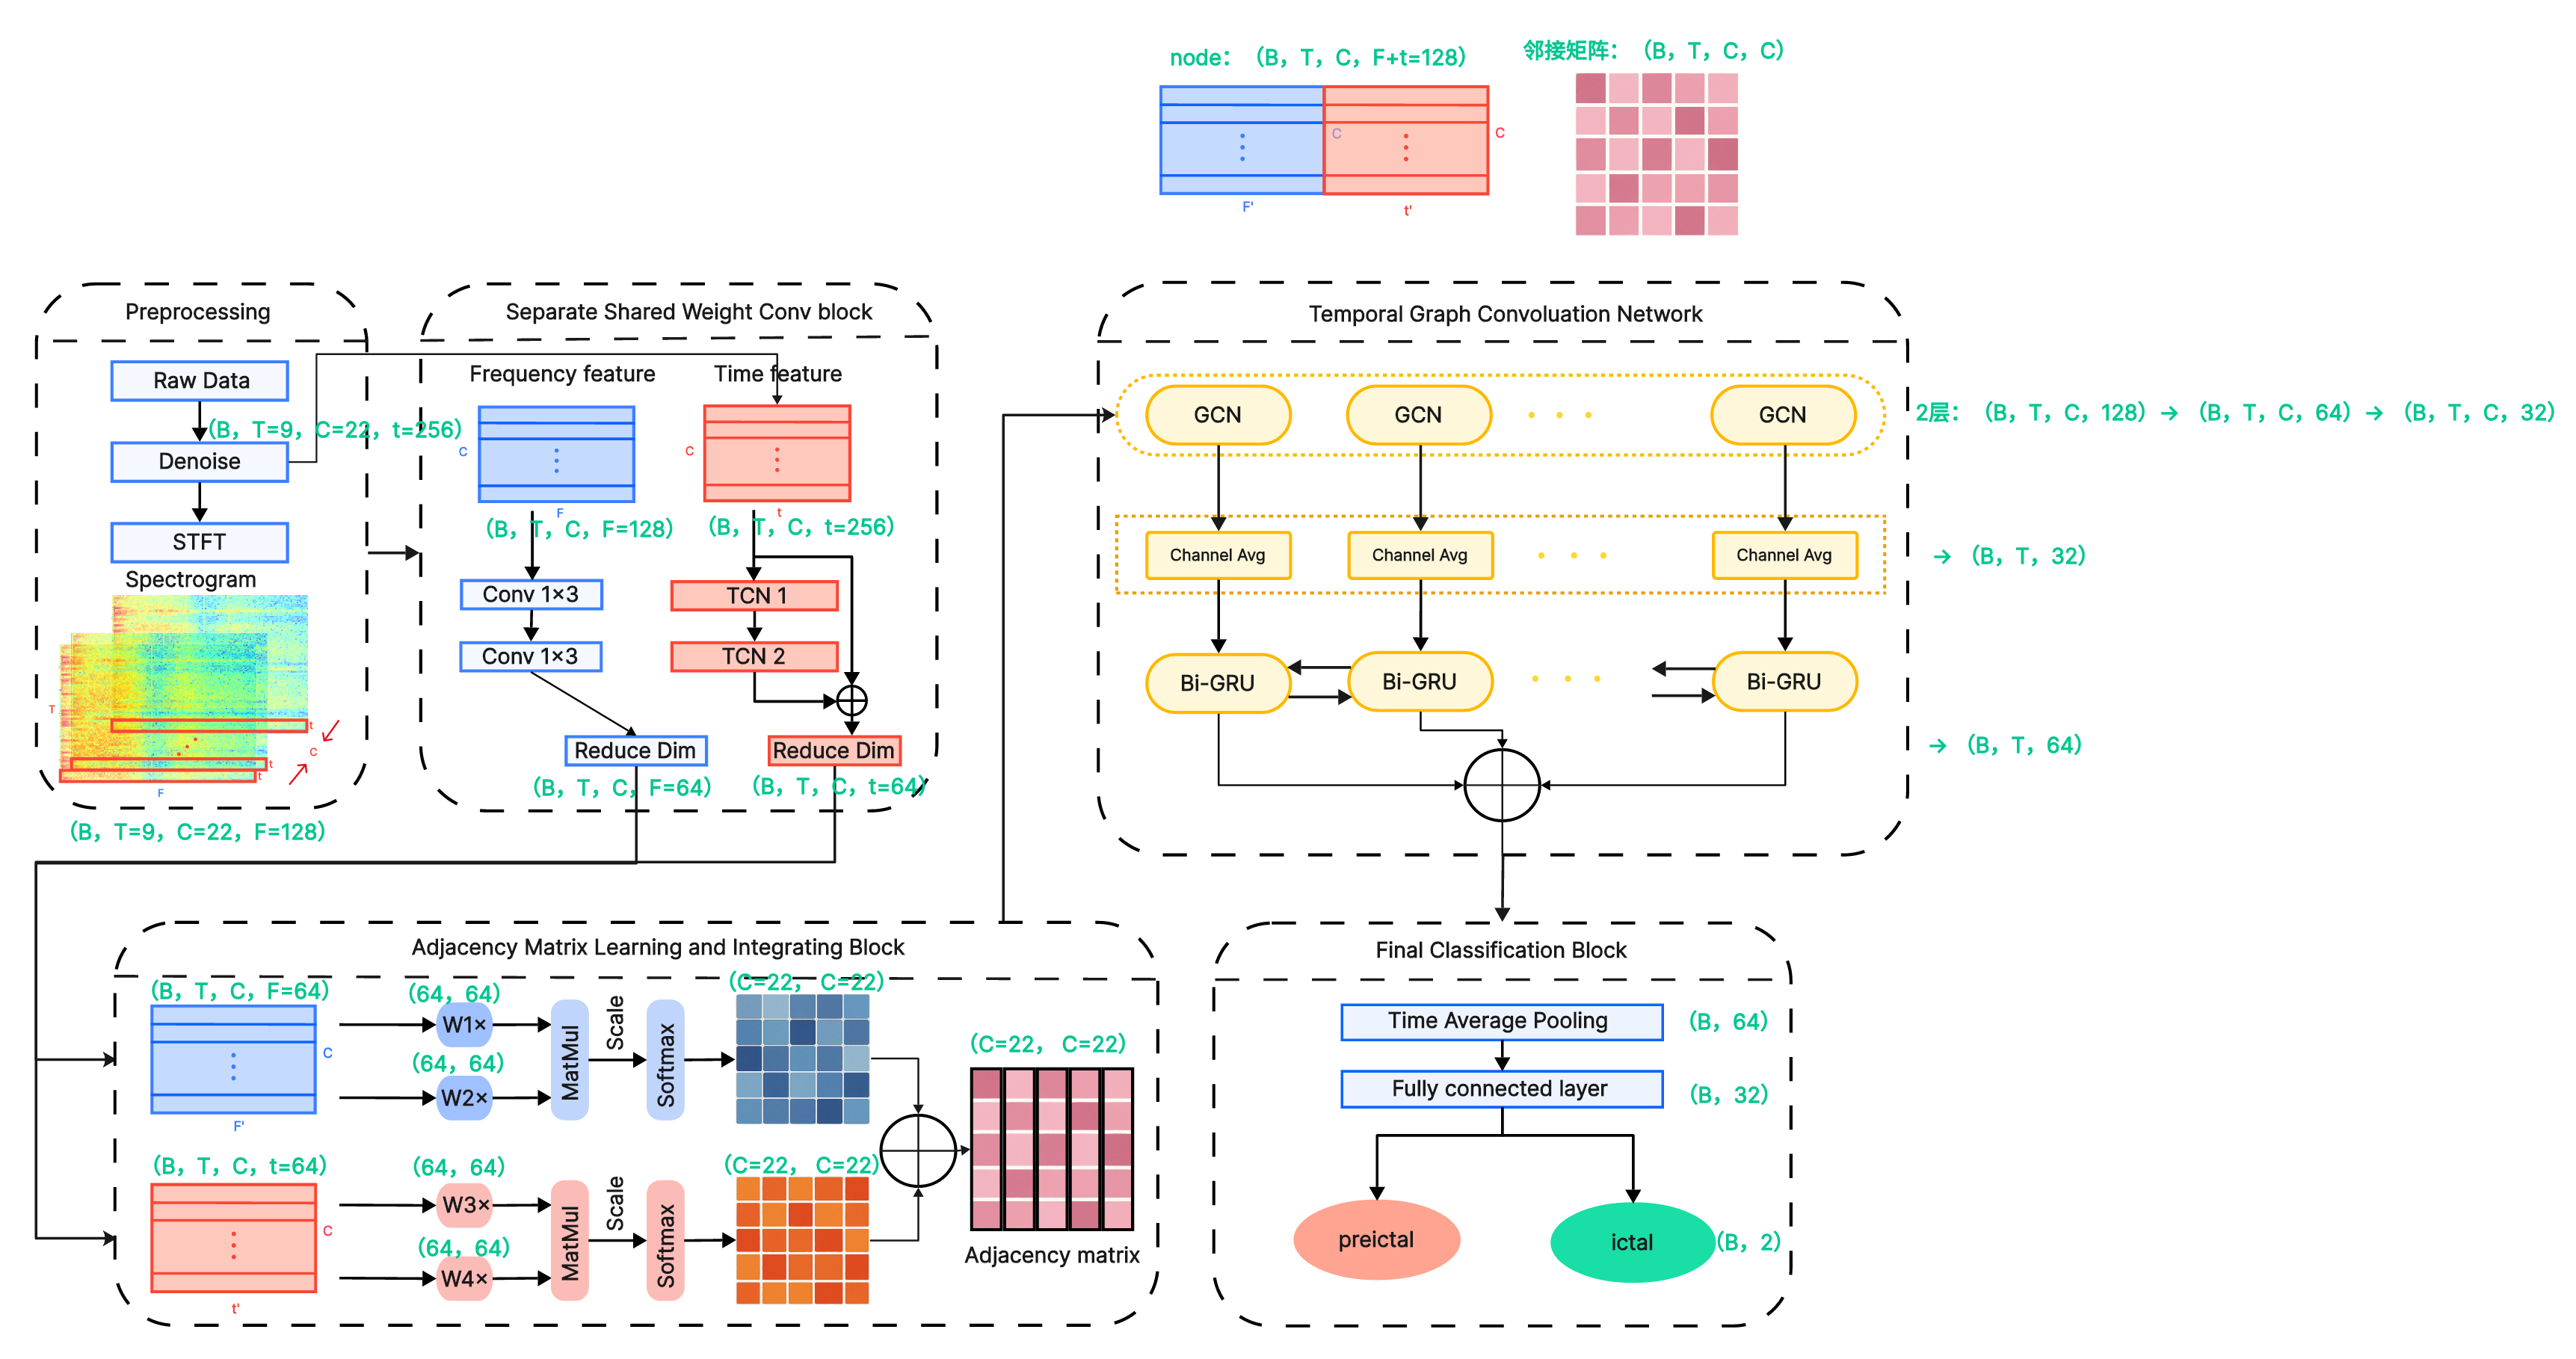 node: （B, T, C, F+t=128）
邻接矩阵: （B, T, C, C）
C
C
F'
t'
Preprocessing
Raw Data
（B, T=9, C=22, t=256）
Denoise
STFT
Spectrogram
T
t
C
t
t
F
（B, T=9, C=22, F=128）
Separate Shared Weight Conv block
Frequency feature
Time feature
C
C
F
t
（B, T, C, F=128）
（B, T, C, t=256）
Conv 1×3
TCN 1
Conv 1×3
TCN 2
Reduce Dim
Reduce Dim
（B, T, C, F=64）
（B, T, C, t=64）
Temporal Graph Convoluation Network
GCN
GCN
GCN
2层: （B, T, C, 128）→ （B, T, C, 64）→ （B, T, C, 32）
Channel Avg
Channel Avg
Channel Avg
→ （B, T, 32）
Bi-GRU
Bi-GRU
Bi-GRU
→ （B, T, 64）
Adjacency Matrix Learning and Integrating Block
（B, T, C, F=64）
C
F'
（64, 64）
W1×
（64, 64）
W2×
MatMul
Scale
Softmax
（C=22, C=22）
（B, T, C, t=64）
C
t'
（64, 64）
W3×
（64, 64）
W4×
MatMul
Scale
Softmax
（C=22, C=22）
（C=22, C=22）
Adjacency matrix
Final Classification Block
Time Average Pooling
（B, 64）
Fully connected layer
（B, 32）
preictal
ictal
（B, 2）